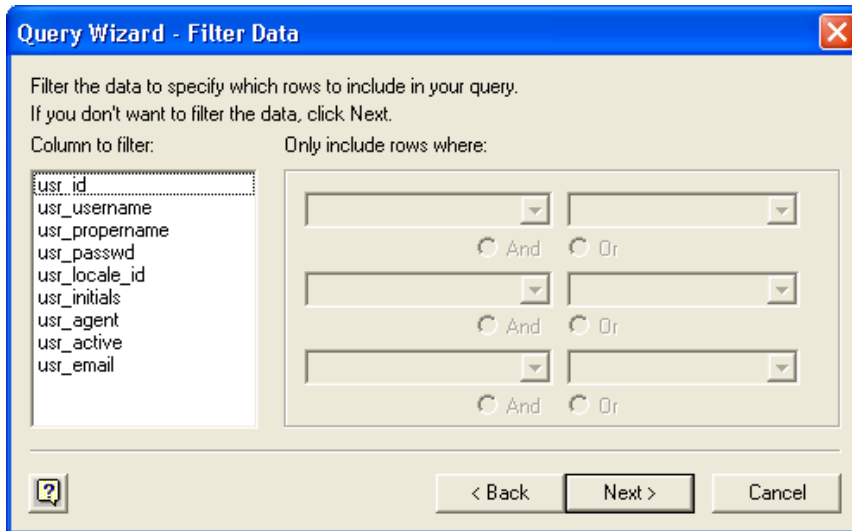 Query Wizard - Filter Data
Filter the data to specify which rows to include in your query.
If you don't want to filter the data, click Next.
Column to filter:
Only include rows where:
usr_id
usr_username
usr_propername
usr_passwd
usr_locale_id
usr_initials
usr_agent
usr_active
usr_email
And Or
And Or
And Or
? < Back Next > Cancel